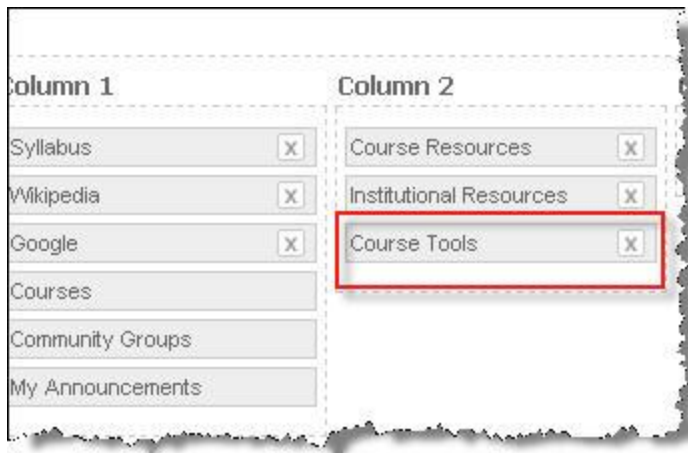 Column 1
Syllabus X
Wikipedia X
Google X
Courses
Community Groups
My Announcements
Column 2
Course Resources X
Institutional Resources X
Course Tools X